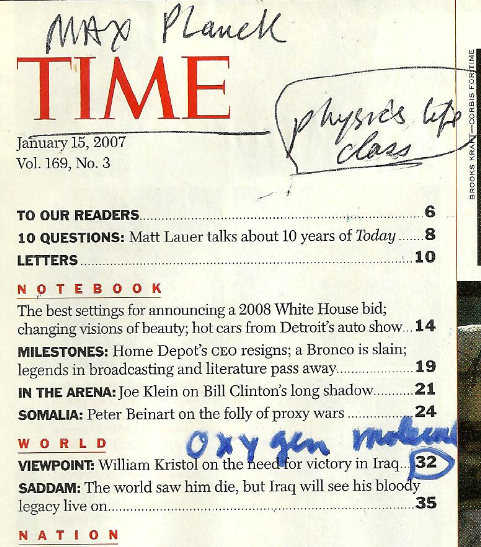 MAX Planck
TIME
physics life
class
BROOKS KRAFT—CORBIS FOR TIME
January 15, 2007
Vol. 169, No. 3
TO OUR READERS..........6
10 QUESTIONS: Matt Lauer talks about 10 years of Today......8
LETTERS..........10
NOTEBOOK
The best settings for announcing a 2008 White House bid;
changing visions of beauty; hot cars from Detroit's auto show...14
MILESTONES: Home Depot's CEO resigns; a Bronco is slain;
legends in broadcasting and literature pass away..........19
IN THE ARENA: Joe Klein on Bill Clinton's long shadow..........21
SOMALIA: Peter Beinart on the folly of proxy wars..........24
oxygen
WORLD
VIEWPOINT: William Kristol on the need for victory in Iraq...32
SADDAM: The world saw him die, but Iraq will see his bloody
legacy live on..........35
NATION